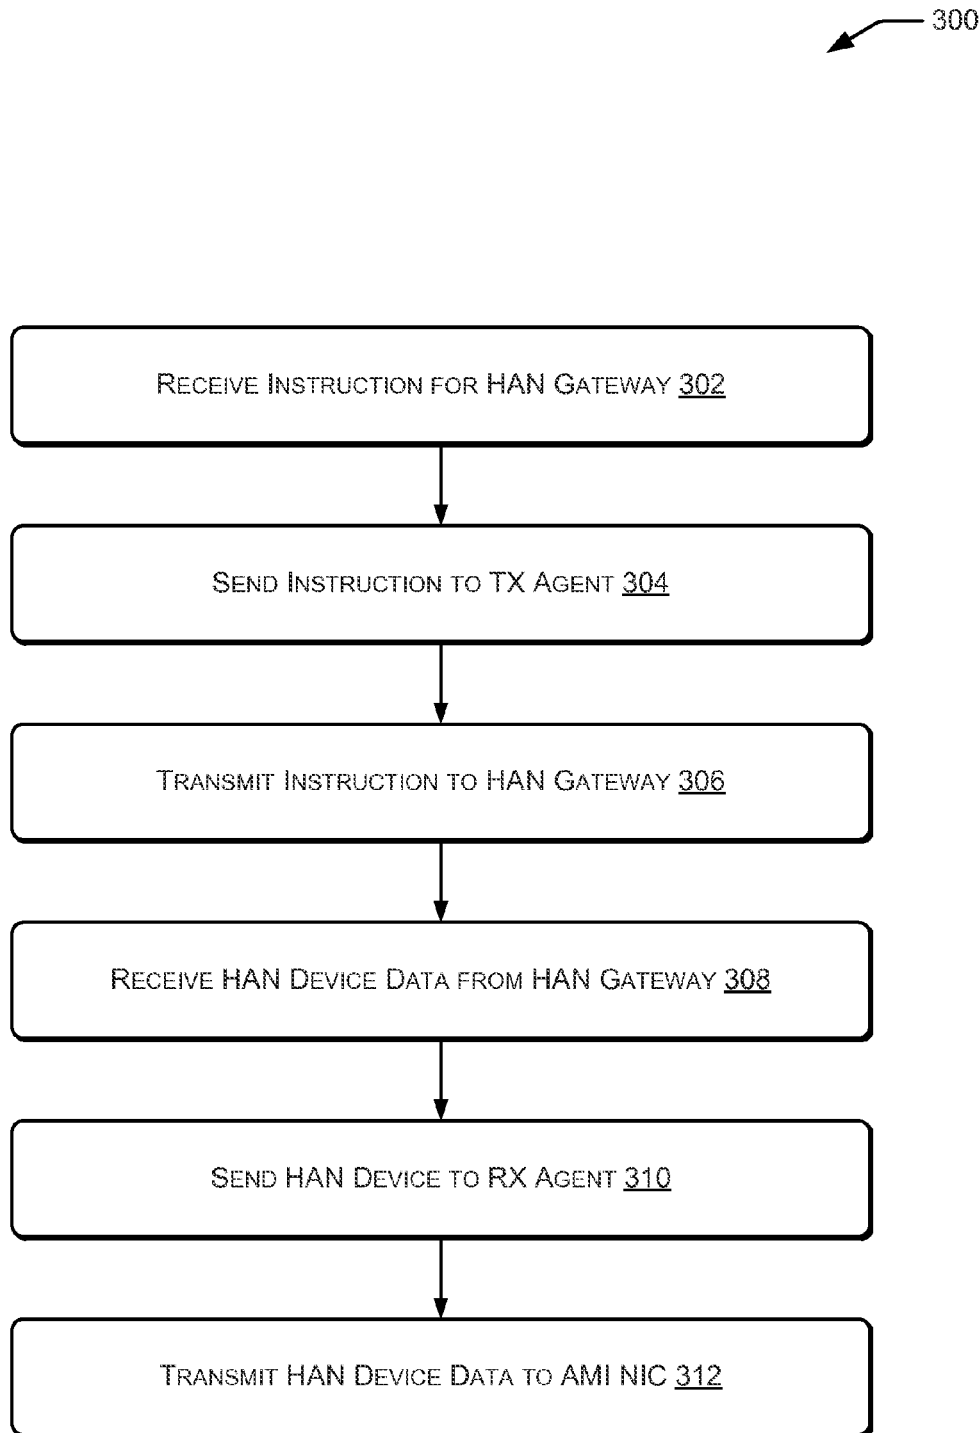 300
RECEIVE INSTRUCTION FOR HAN GATEWAY 302
SEND INSTRUCTION TO TX AGENT 304
TRANSMIT INSTRUCTION TO HAN GATEWAY 306
RECEIVE HAN DEVICE DATA FROM HAN GATEWAY 308
SEND HAN DEVICE TO RX AGENT 310
TRANSMIT HAN DEVICE DATA TO AMI NIC 312